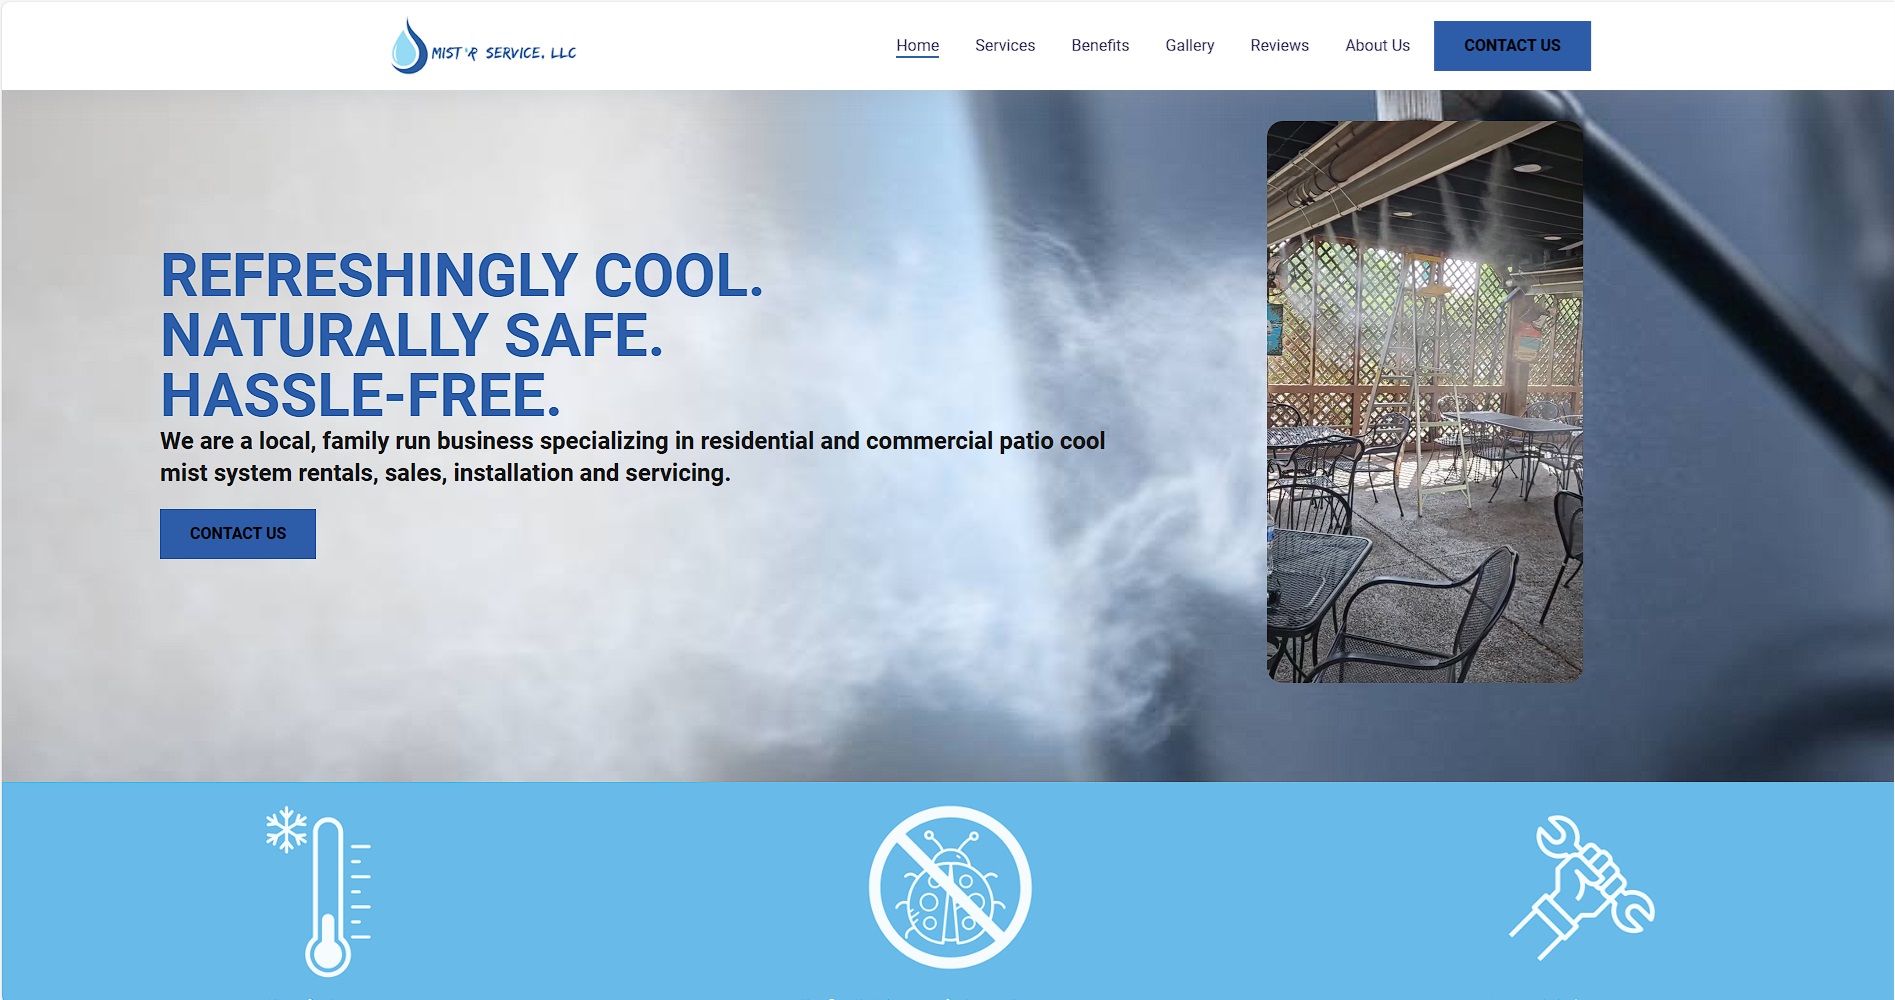 MIST'R SERVICE, LLC
Home Services Benefits Gallery Reviews About Us CONTACT US
REFRESHINGLY COOL.
NATURALLY SAFE.
HASSLE-FREE.
We are a local, family run business specializing in residential and commercial patio cool
mist system rentals, sales, installation and servicing.
CONTACT US